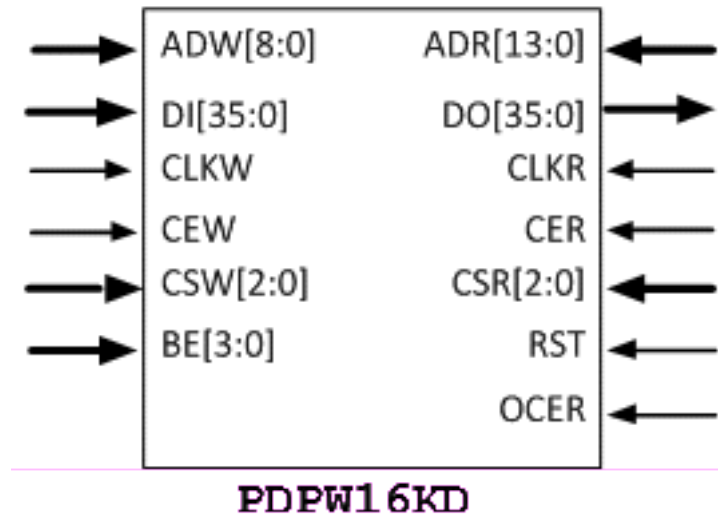 ADW[8:0] ADR[13:0]
DI[35:0] DO[35:0]
CLKW CLKR
CEW CER
CSW[2:0] CSR[2:0]
BE[3:0] RST
OCER
PDPW16KD